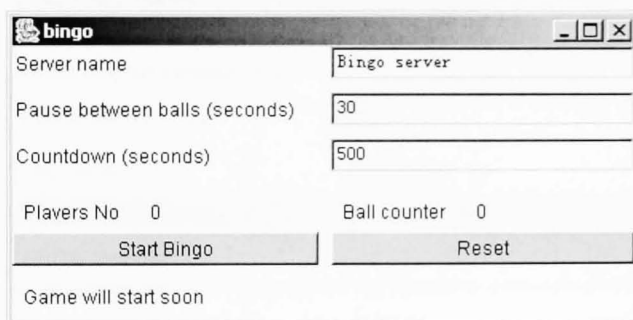 bingo
Server name Bingo server
Pause between balls (seconds) 30
Countdown (seconds) 500
Players No 0 Ball counter 0
Start Bingo Reset
Game will start soon